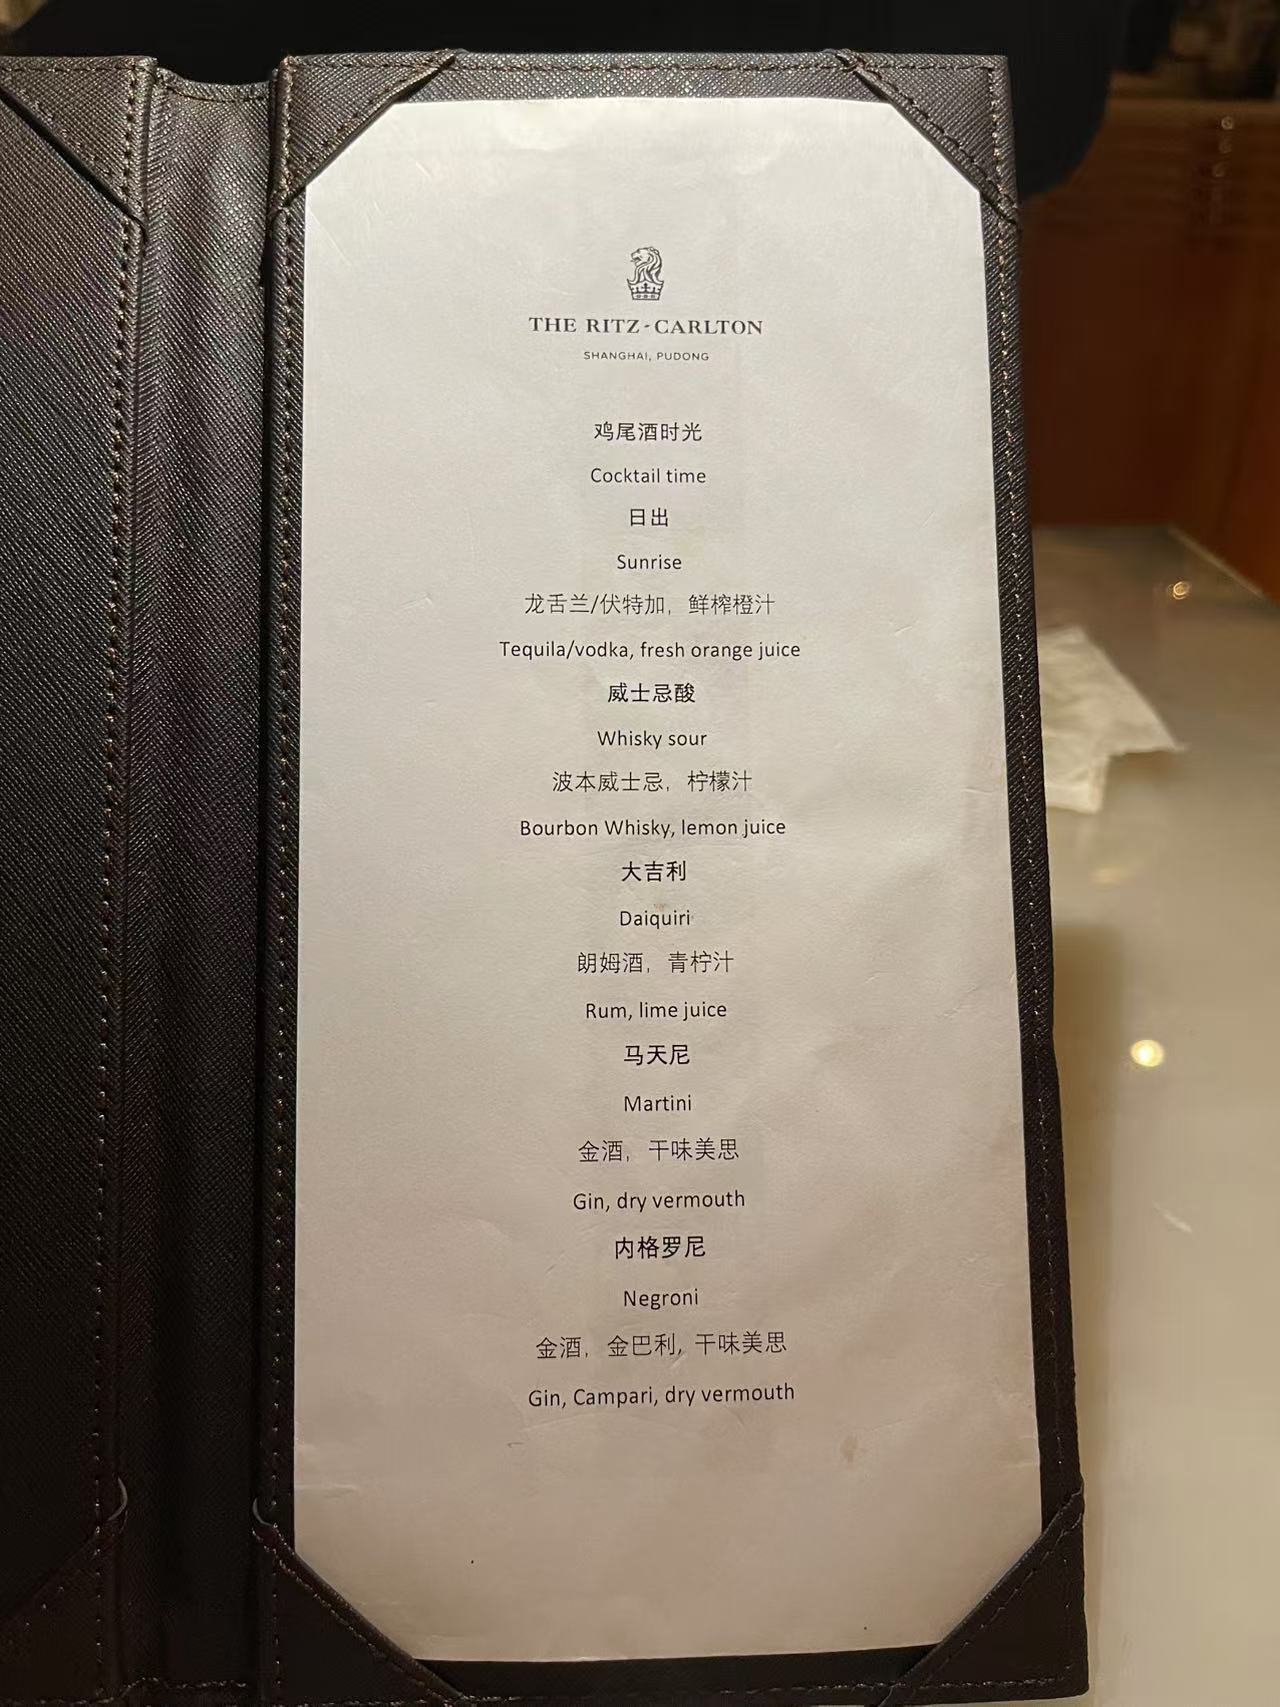 THE RITZ-CARLTON
SHANGHAI, PUDONG
鸡尾酒时光
Cocktail time
日出
Sunrise
龙舌兰/伏特加，鲜榨橙汁
Tequila/vodka, fresh orange juice
威士忌酸
Whisky sour
波本威士忌，柠檬汁
Bourbon Whisky, lemon juice
大吉利
Daiquiri
朗姆酒，青柠汁
Rum, lime juice
马天尼
Martini
金酒，干味美思
Gin, dry vermouth
内格罗尼
Negroni
金酒，金巴利, 干味美思
Gin, Campari, dry vermouth